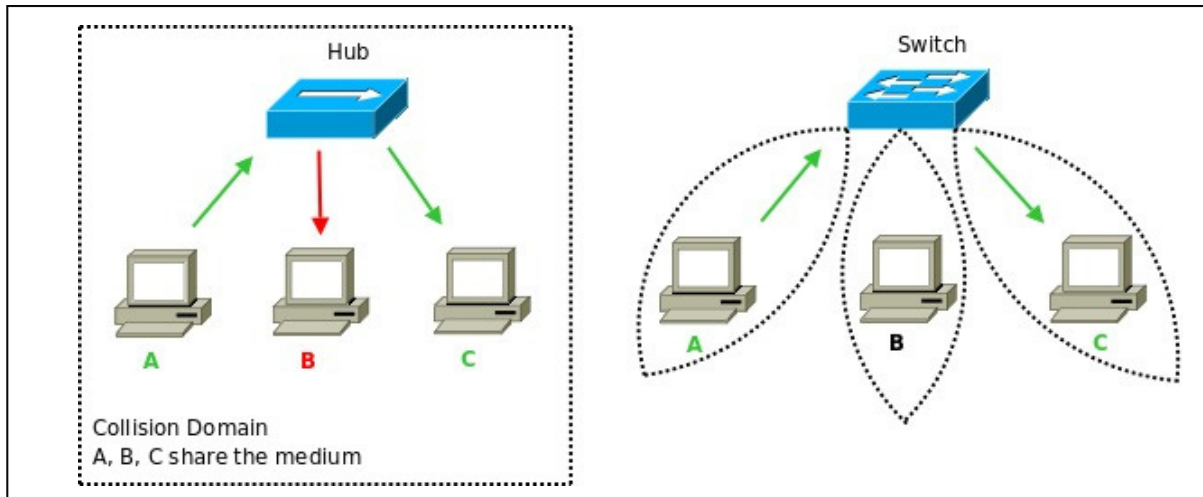 Hub
A
B
C
Collision Domain
A, B, C share the medium
Switch
A
B
C